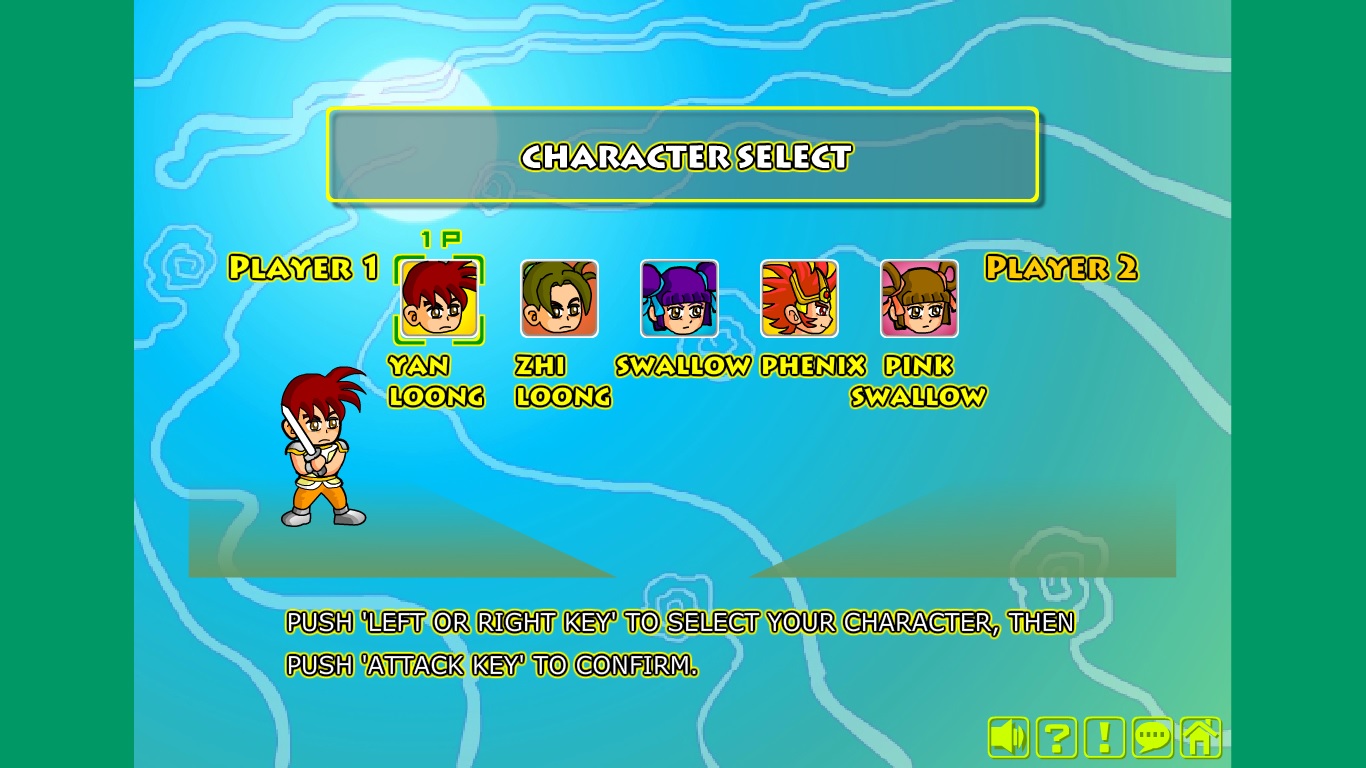 CHARACTER SELECT
1 P
PLAYER 1
PLAYER 2
YAN
LOONG
ZHI
LOONG
SWALLOW
PHENIX
PINK
SWALLOW
PUSH 'LEFT OR RIGHT KEY' TO SELECT YOUR CHARACTER, THEN
PUSH 'ATTACK KEY' TO CONFIRM.
? !